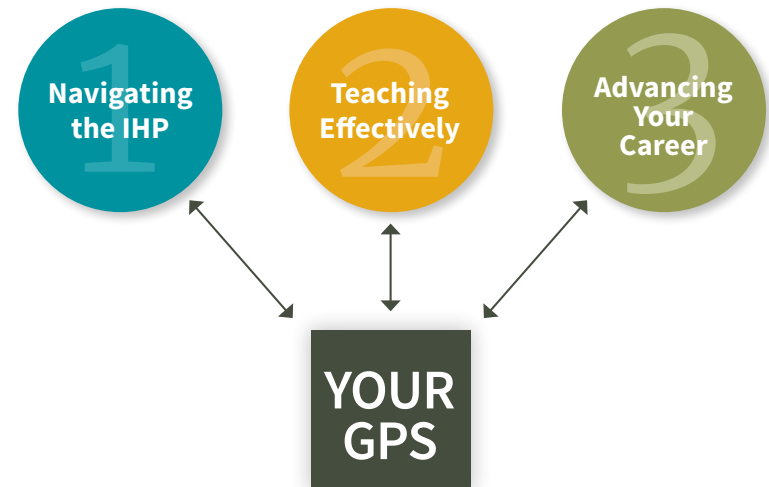 1
Navigating
the IHP
2
Teaching
Effectively
3
Advancing
Your
Career
YOUR
GPS